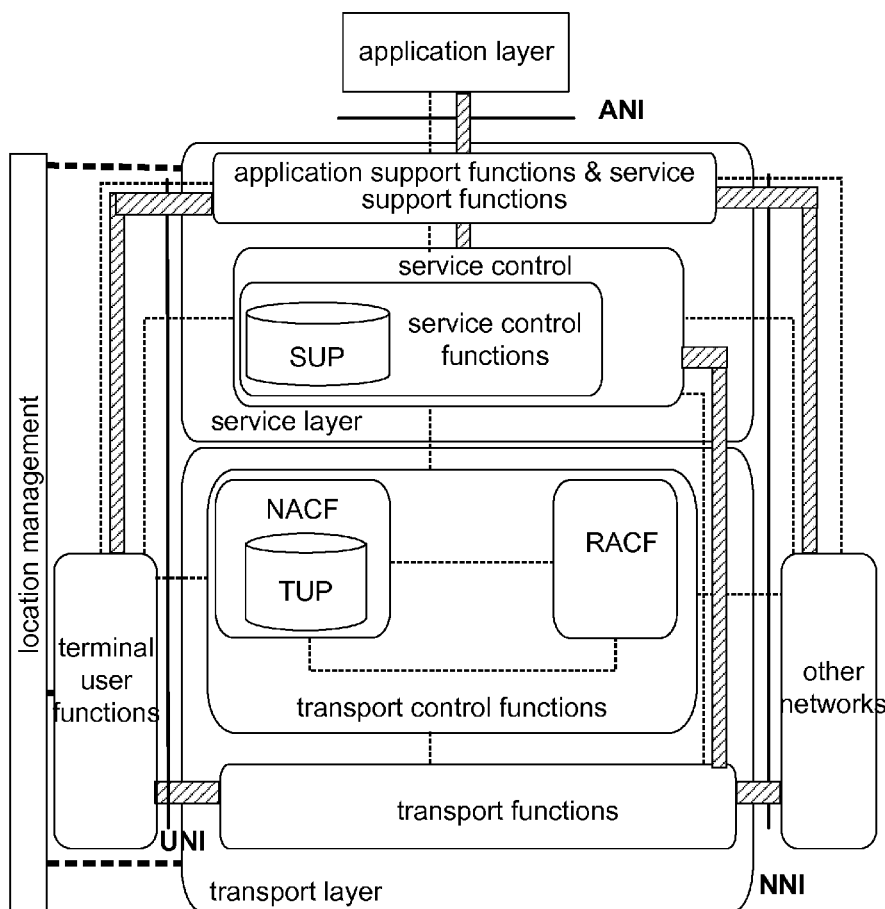 application layer
ANI
application support functions & service
support functions
service control
service control
functions
SUP
service layer
location management
NACF
RACF
TUP
terminal
user
functions
other
networks
transport control functions
transport functions
UNI
NNI
transport layer